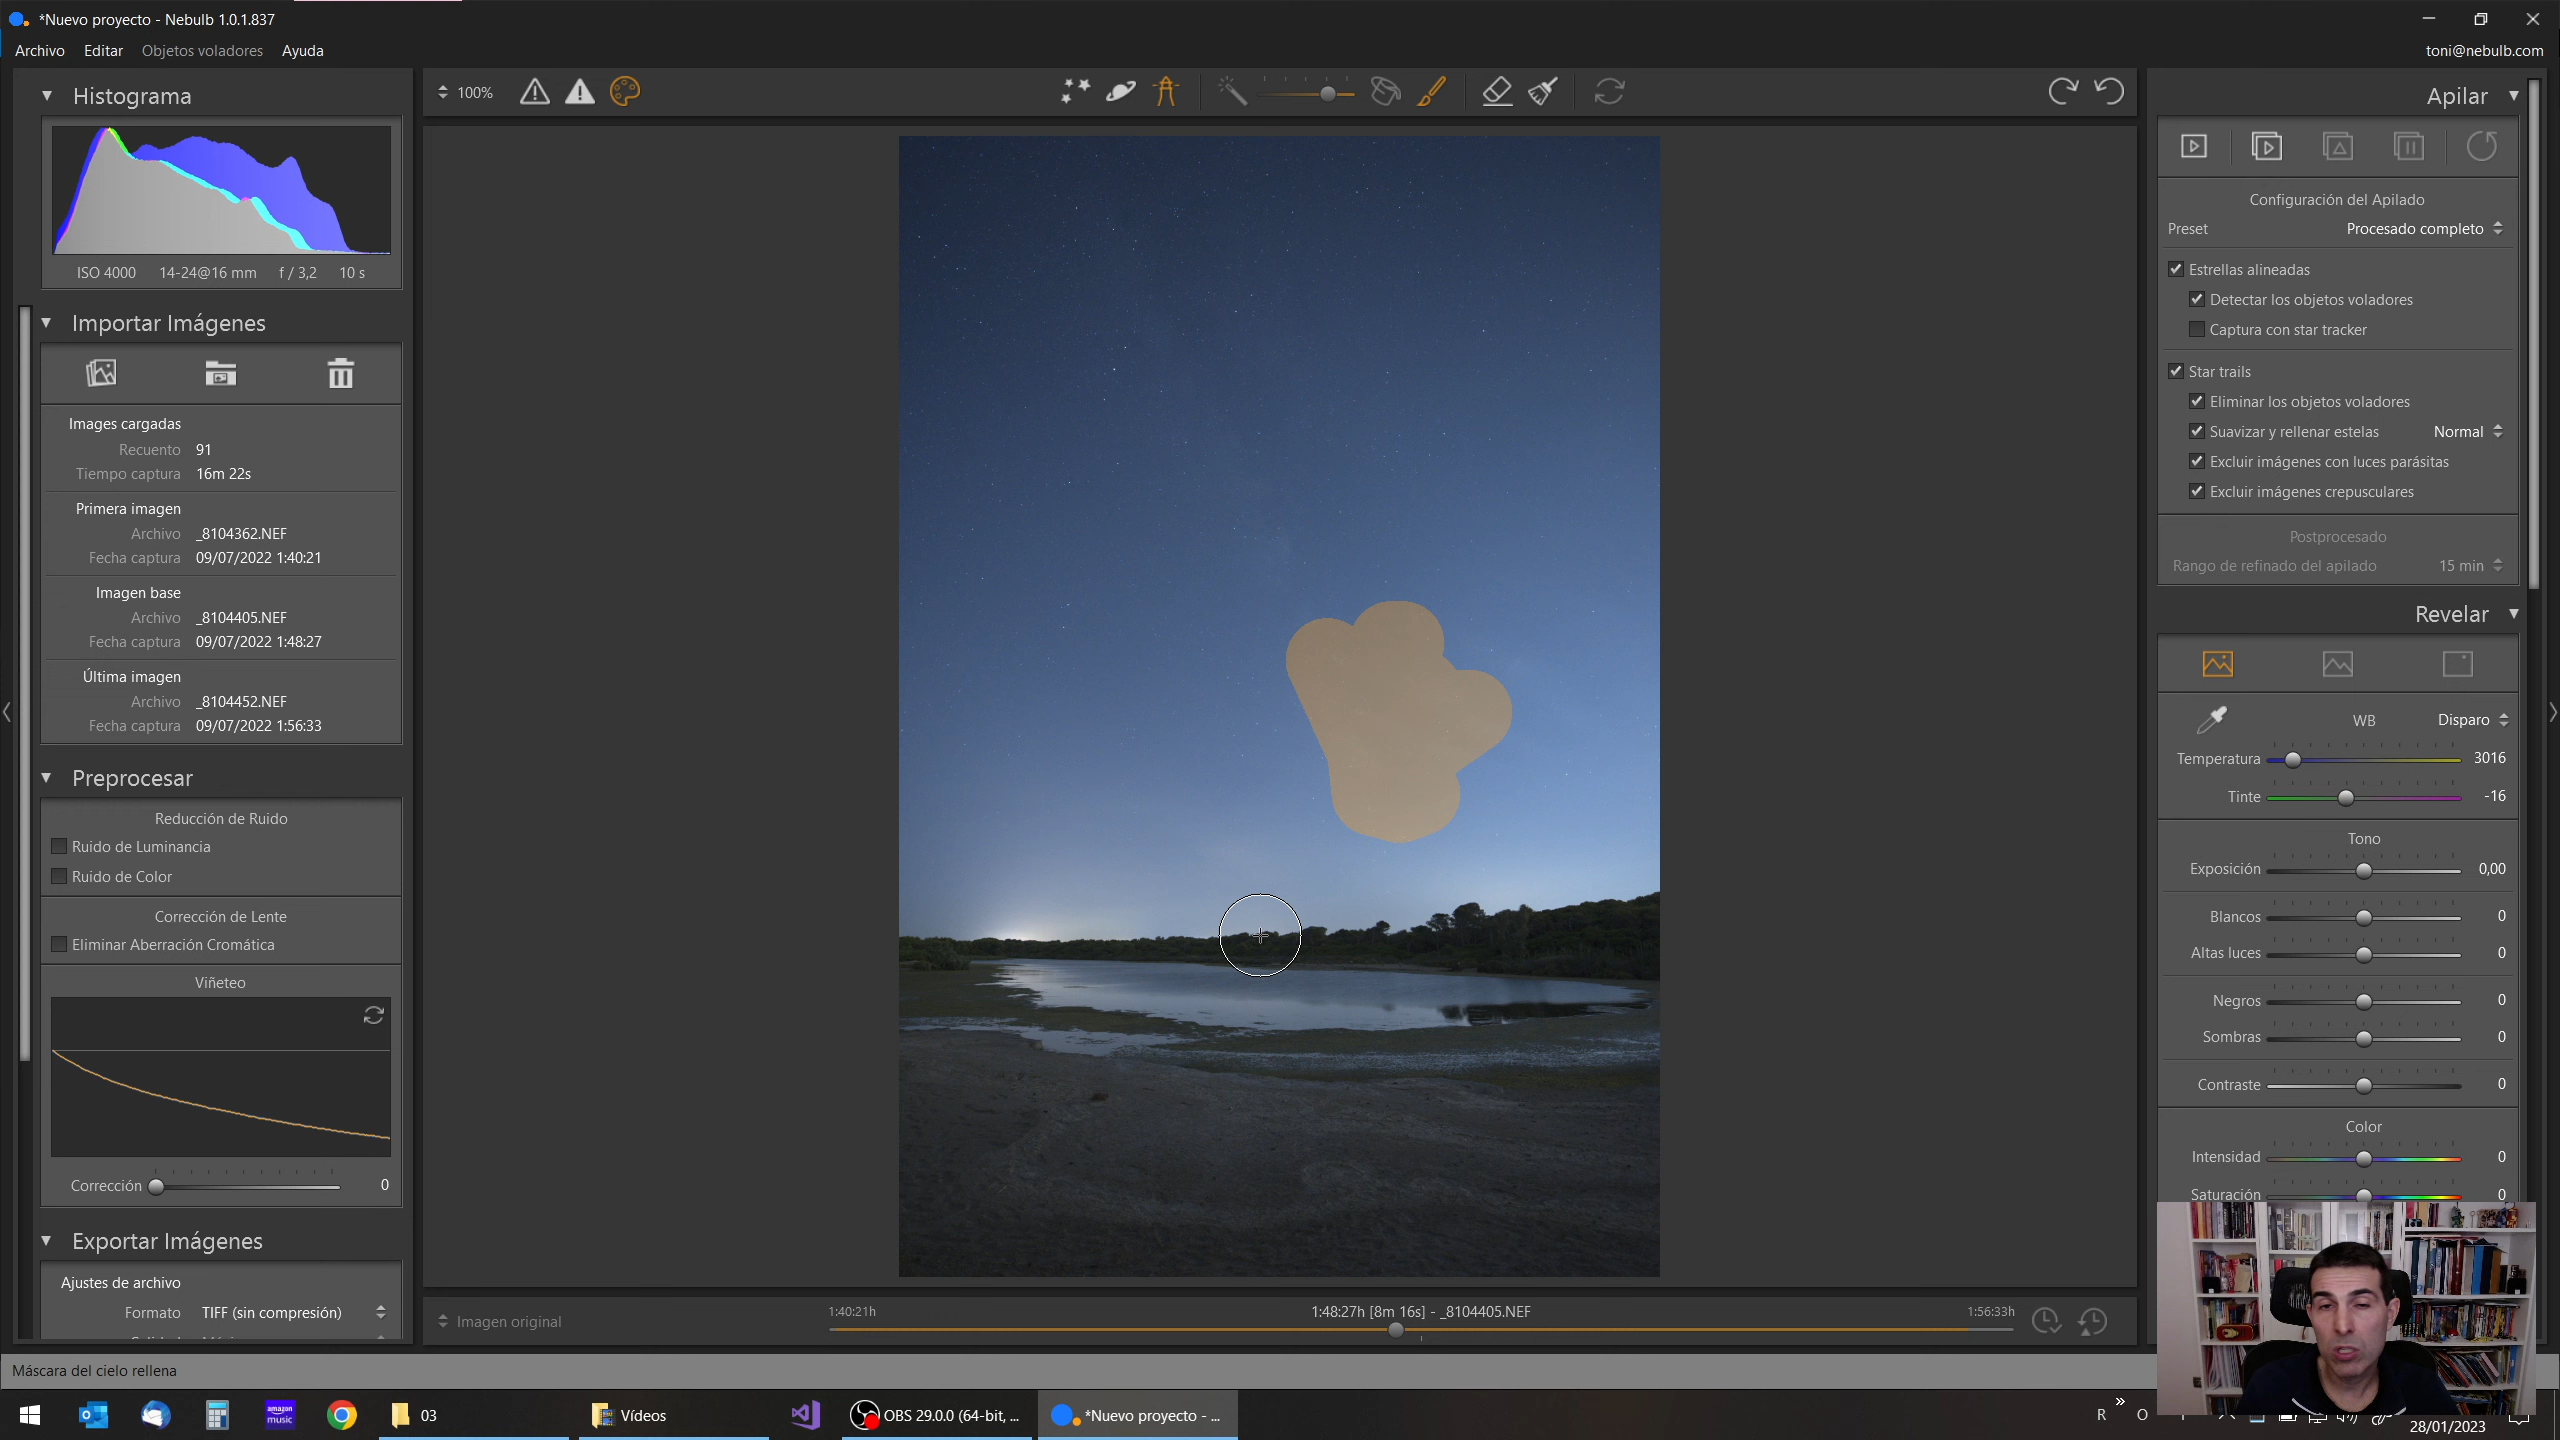 *Nuevo proyecto - Nebulb 1.0.1.837
Archivo Editar Objetos voladores Ayuda
toni@nebulb.com
Histograma
ISO 4000 14-24@16 mm f / 3,2 10 s
Importar Imágenes
Images cargadas
Recuento 91
Tiempo captura 16m 22s
Primera imagen
Archivo _8104362.NEF
Fecha captura 09/07/2022 1:40:21
Imagen base
Archivo _8104405.NEF
Fecha captura 09/07/2022 1:48:27
Última imagen
Archivo _8104452.NEF
Fecha captura 09/07/2022 1:56:33
Preprocesar
Reducción de Ruido
Ruido de Luminancia
Ruido de Color
Corrección de Lente
Eliminar Aberración Cromática
Viñeteo
Corrección 0
Exportar Imágenes
Ajustes de archivo
Formato TIFF (sin compresión)
100%
1:40:21h
1:48:27h [8m 16s] - _8104405.NEF
1:56:33h
Imagen original
Apilar
Configuración del Apilado
Preset Procesado completo
Estrellas alineadas
Detectar los objetos voladores
Captura con star tracker
Star trails
Eliminar los objetos voladores
Suavizar y rellenar estelas Normal
Excluir imágenes con luces parásitas
Excluir imágenes crepusculares
Postprocesado
Rango de refinado del apilado 15 min
Revelar
WB Disparo
Temperatura 3016
Tinte -16
Tono
Exposición 0,00
Blancos 0
Altas luces 0
Negros 0
Sombras 0
Contraste 0
Color
Intensidad 0
Saturación 0
Máscara del cielo rellena
amazon music
03
Vídeos
OBS 29.0.0 (64-bit, ...
*Nuevo proyecto - ...
R O
28/01/2023